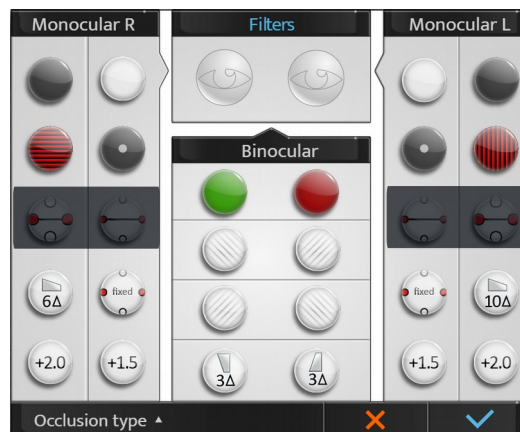 Monocular R
Filters
Monocular L
Binocular
6Δ
fixed
fixed
10Δ
+2.0
+1.5
3Δ
3Δ
+1.5
+2.0
Occlusion type